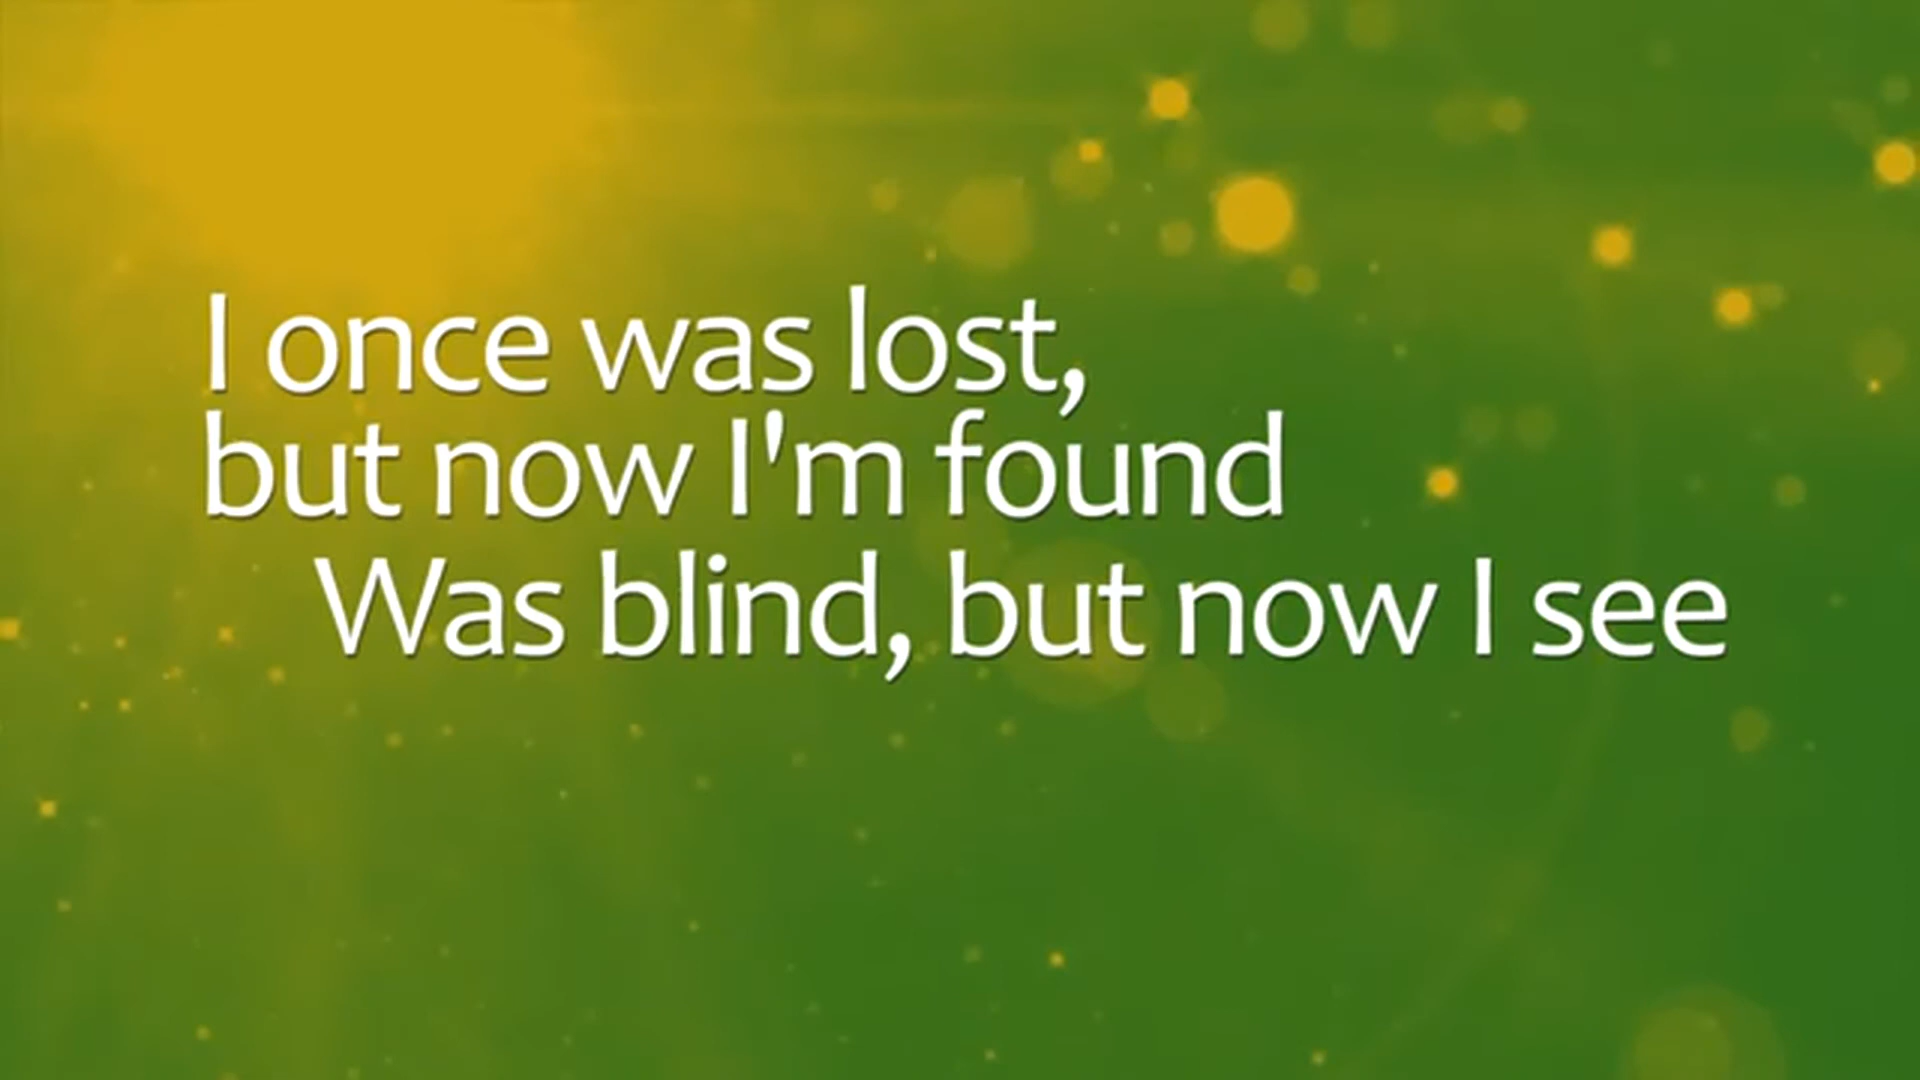 I once was lost,
but now I'm found
Was blind, but now I see